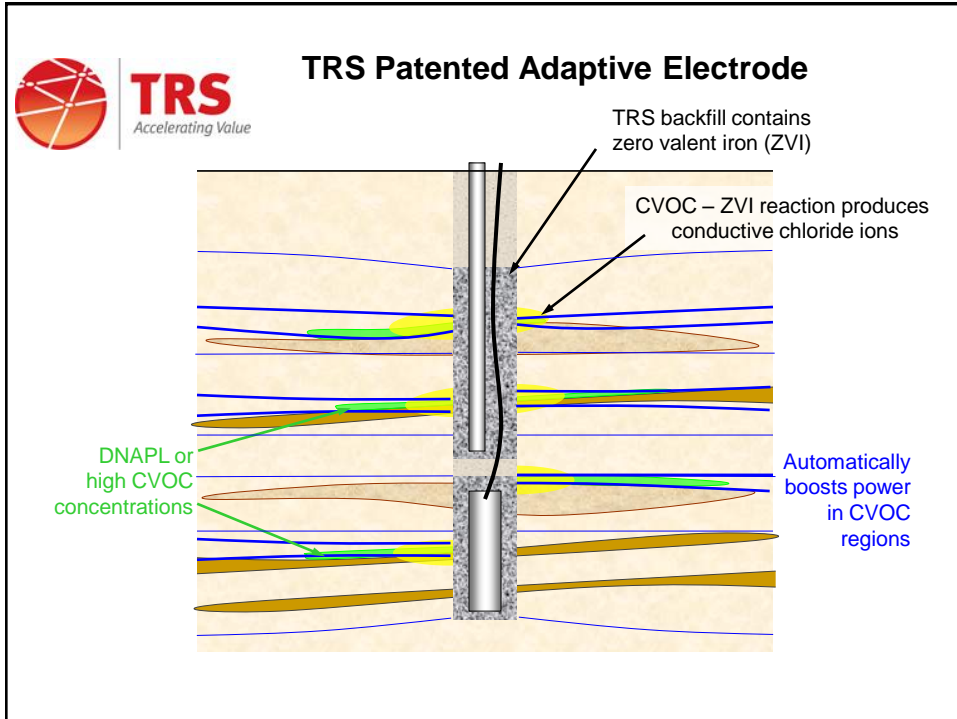 TRS Patented Adaptive Electrode
TRS
Accelerating Value
TRS backfill contains
zero valent iron (ZVI)
CVOC – ZVI reaction produces
conductive chloride ions
DNAPL or
high CVOC
concentrations
Automatically
boosts power
in CVOC
regions